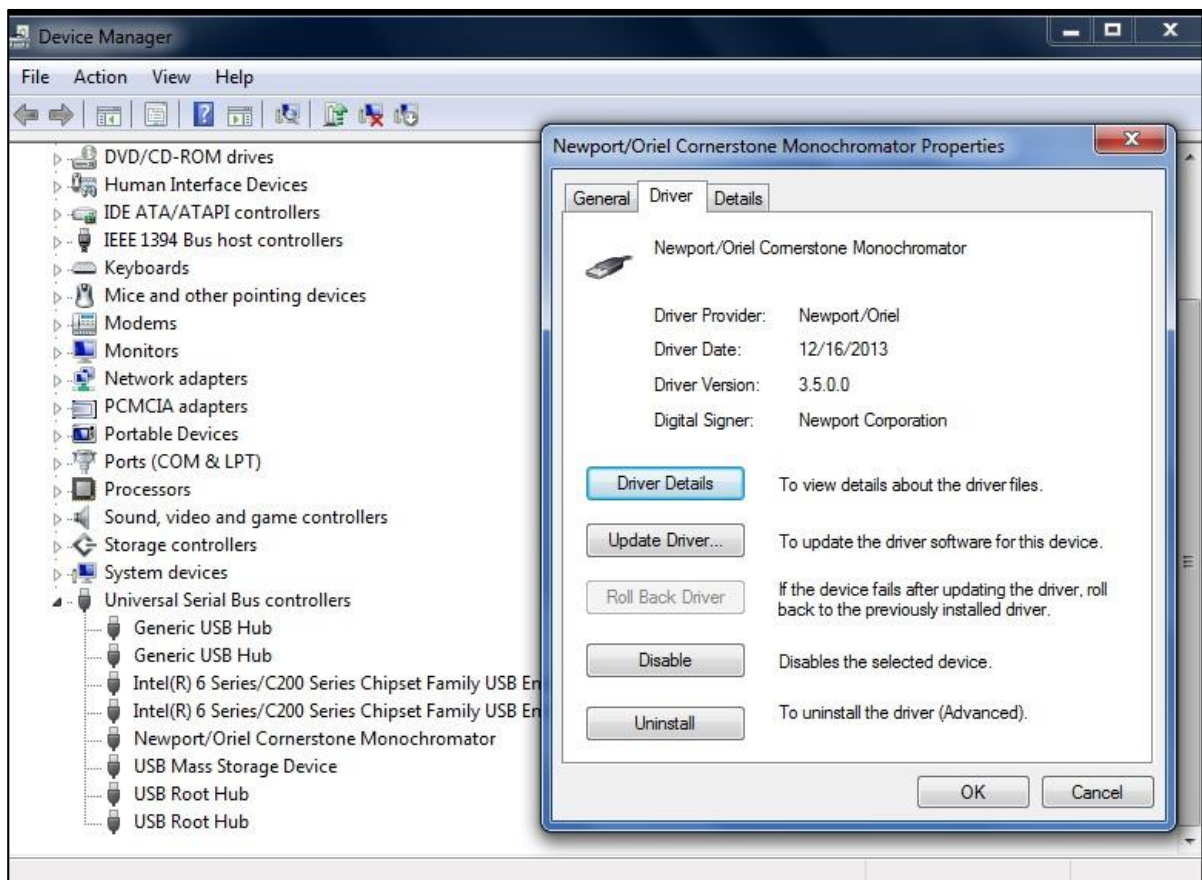 Device Manager
File Action View Help
DVD/CD-ROM drives
Human Interface Devices
IDE ATA/ATAPI controllers
IEEE 1394 Bus host controllers
Keyboards
Mice and other pointing devices
Modems
Monitors
Network adapters
PCMCIA adapters
Portable Devices
Ports (COM & LPT)
Processors
Sound, video and game controllers
Storage controllers
System devices
Universal Serial Bus controllers
Generic USB Hub
Generic USB Hub
Intel(R) 6 Series/C200 Series Chipset Family USB En
Intel(R) 6 Series/C200 Series Chipset Family USB En
Newport/Oriel Cornerstone Monochromator
USB Mass Storage Device
USB Root Hub
USB Root Hub
Newport/Oriel Cornerstone Monochromator Properties
General Driver Details
Newport/Oriel Cornerstone Monochromator
Driver Provider: Newport/Oriel
Driver Date: 12/16/2013
Driver Version: 3.5.0.0
Digital Signer: Newport Corporation
Driver Details To view details about the driver files.
Update Driver... To update the driver software for this device.
Roll Back Driver If the device fails after updating the driver, roll
back to the previously installed driver.
Disable Disables the selected device.
Uninstall To uninstall the driver (Advanced).
OK Cancel